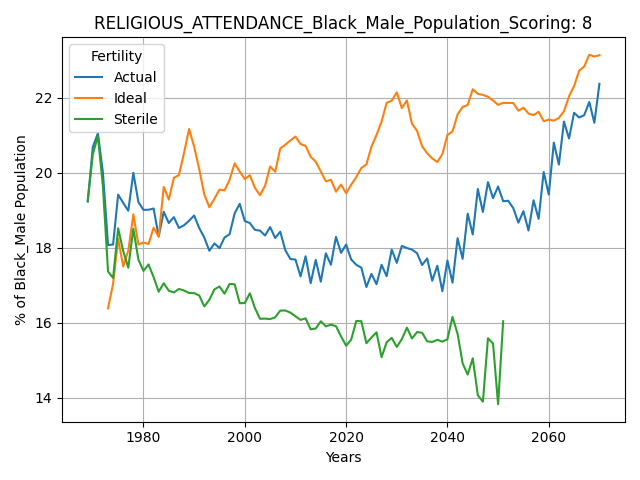 RELIGIOUS_ATTENDANCE_Black_Male_Population_Scoring: 8
Fertility
Actual
Ideal
Sterile
% of Black_Male Population
22
20
18
16
14
1980
2000
2020
2040
2060
Years